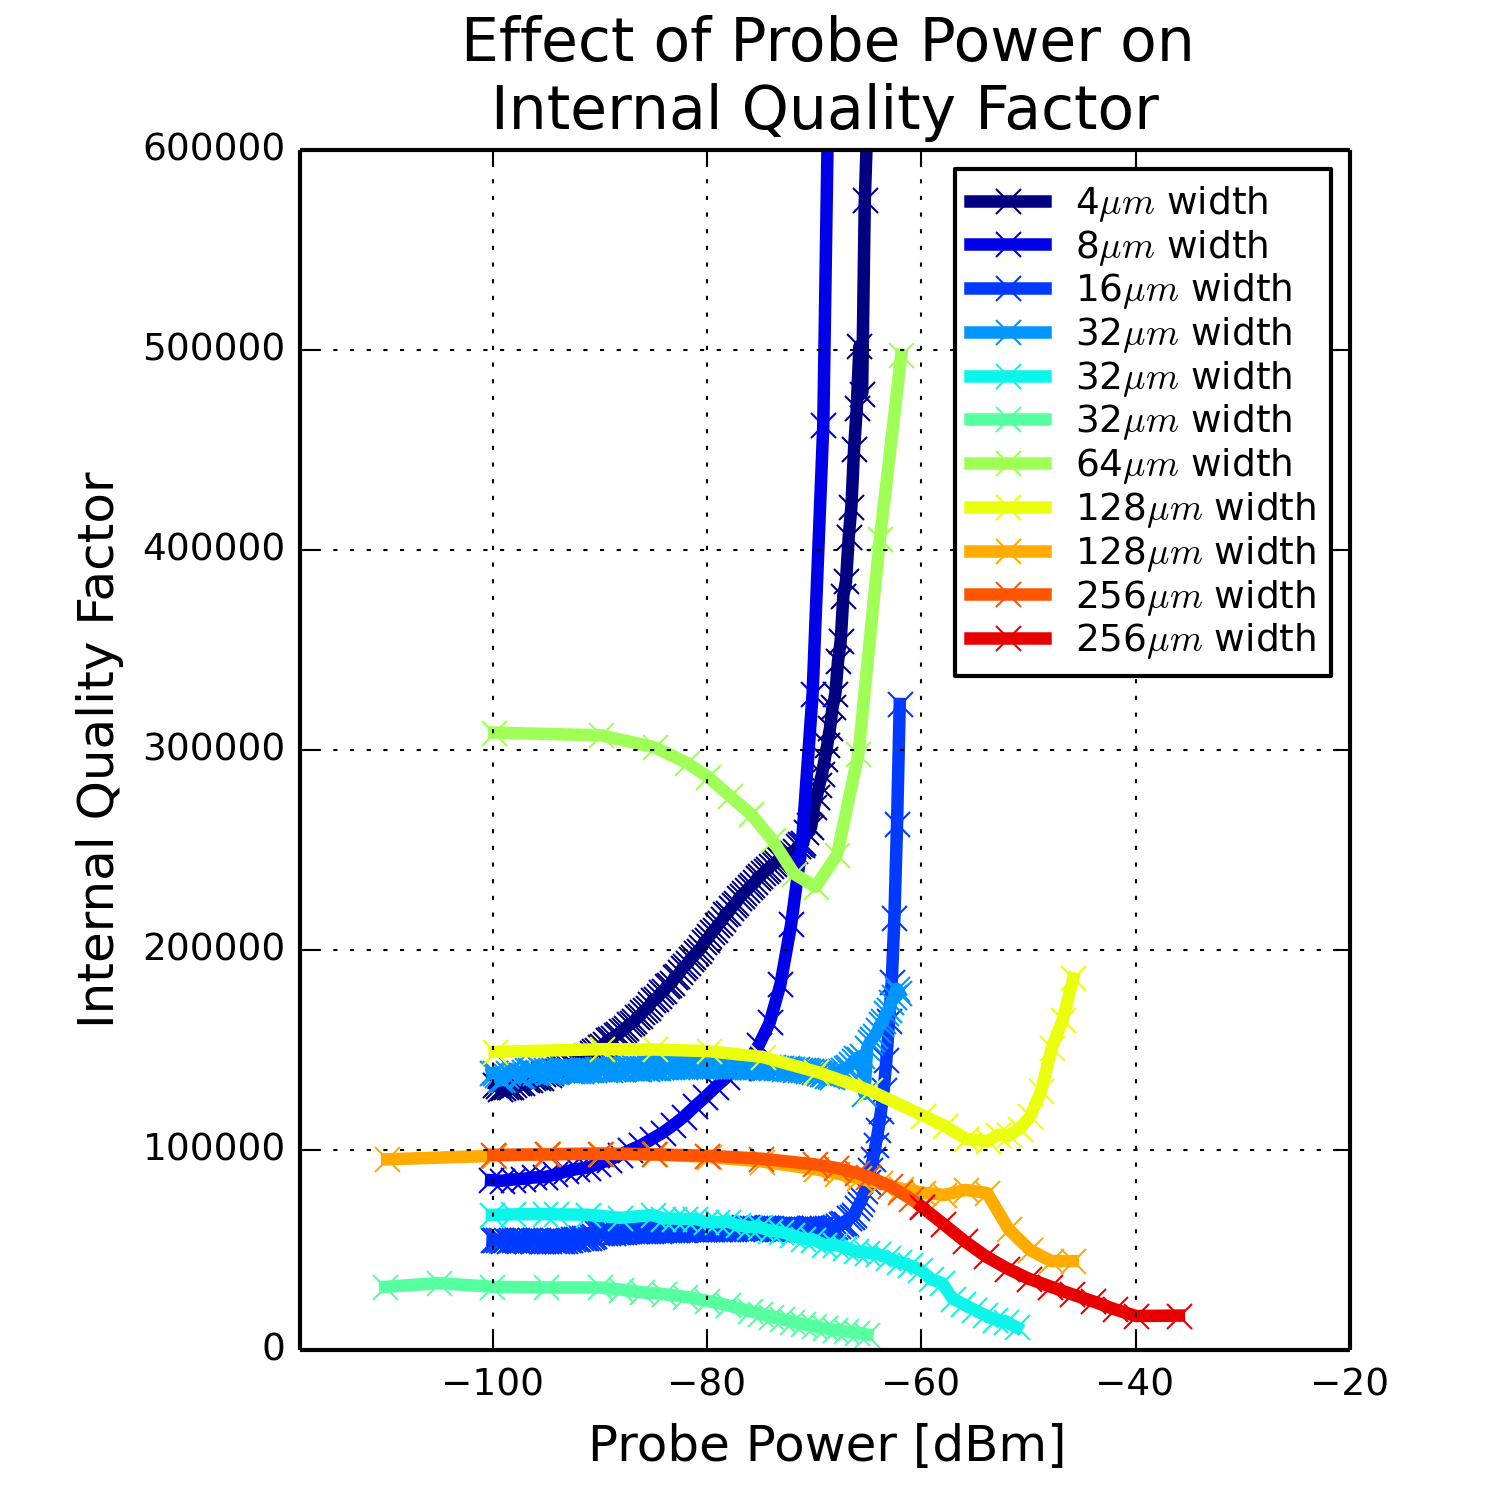 Effect of Probe Power on
Internal Quality Factor
600000
500000
400000
300000
200000
100000
0
Internal Quality Factor
4μm width
8μm width
16μm width
32μm width
32μm width
32μm width
64μm width
128μm width
128μm width
256μm width
256μm width
−100
−80
−60
−40
−20
Probe Power [dBm]